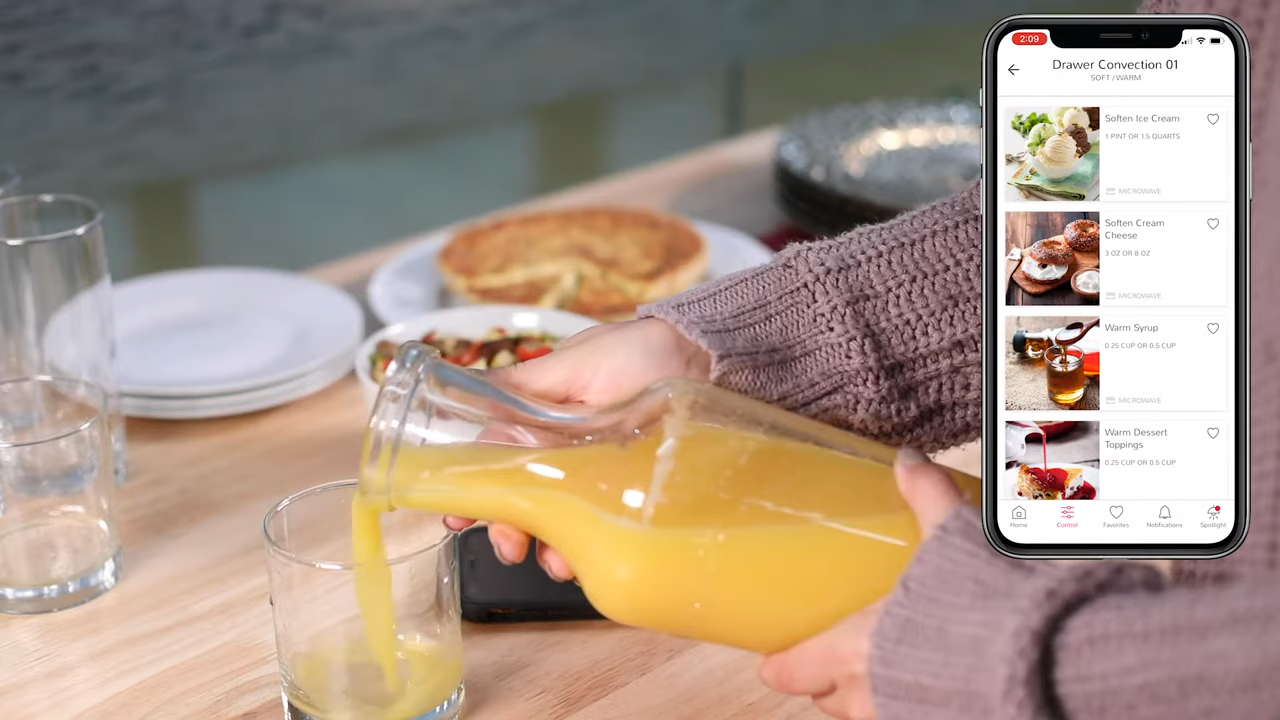 2:09
Drawer Convection 01
SOFT / WARM
Soften Ice Cream
1 PINT OR 1.5 QUARTS
MICROWAVE
Soften Cream
Cheese
3 OZ OR 8 OZ
MICROWAVE
Warm Syrup
0.25 CUP OR 0.5 CUP
MICROWAVE
Warm Dessert
Toppings
0.25 CUP OR 0.5 CUP
Home
Control
Favorites
Notifications
Spotlight